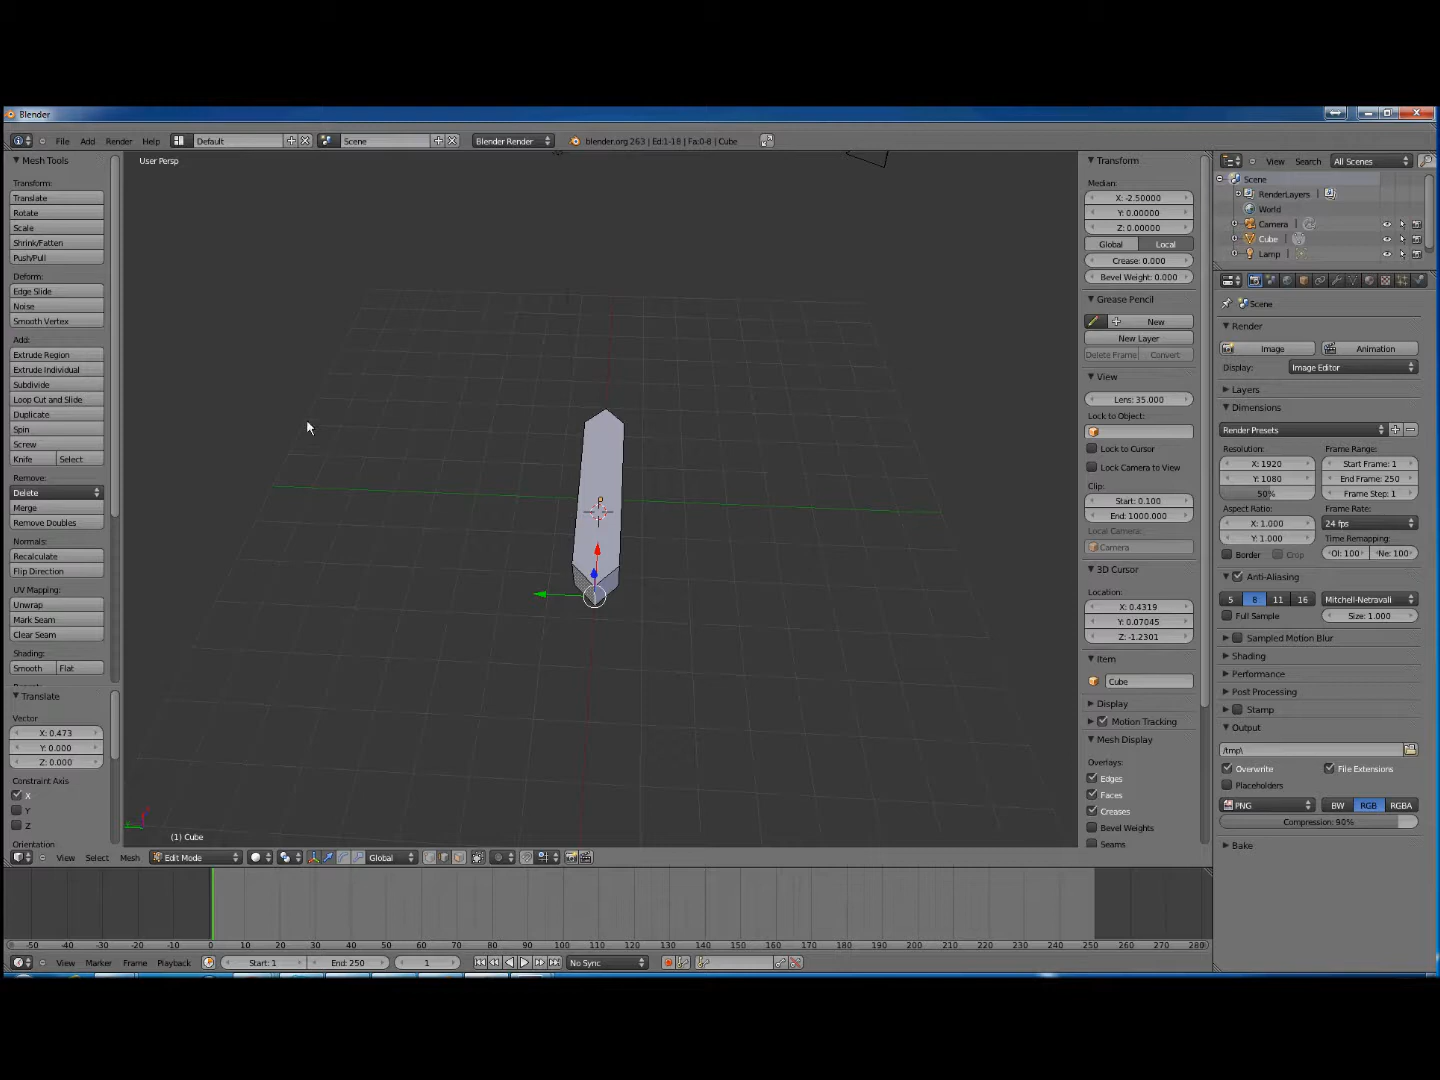 Blender
File Add Render Help Default Scene Blender Render blender.org 263 | Ed:1-18 | Fa:0-8 | Cube
Mesh Tools
Transform:
Translate
Rotate
Scale
Shrink/Fatten
Push/Pull
Deform:
Edge Slide
Noise
Smooth Vertex
Add:
Extrude Region
Extrude Individual
Subdivide
Loop Cut and Slide
Duplicate
Spin
Screw
Knife Select
Remove:
Delete
Merge
Remove Doubles
Normals:
Recalculate
Flip Direction
UV Mapping:
Unwrap
Mark Seam
Clear Seam
Shading:
Smooth Flat
Translate
Vector
X: 0.473
Y: 0.000
Z: 0.000
Constraint Axis
X
Y
Z
Orientation
User Persp
(1) Cube
View Select Mesh Edit Mode Global
Transform
Median:
X: -2.50000
Y: 0.00000
Z: 0.00000
Global Local
Crease: 0.000
Bevel Weight: 0.000
Grease Pencil
New
New Layer
Delete Frame Convert
View
Lens: 35.000
Lock to Object:
Lock to Cursor
Lock Camera to View
Clip:
Start: 0.100
End: 1000.000
Local Camera:
Camera
3D Cursor
Location:
X: 0.4319
Y: 0.07045
Z: -1.2301
Item
Cube
Display
Motion Tracking
Mesh Display
Overlays:
Edges
Faces
Creases
Bevel Weights
Seams
View Search All Scenes
Scene
RenderLayers
World
Camera
Cube
Lamp
Scene
Render
Image Animation
Display: Image Editor
Layers
Dimensions
Render Presets
Resolution: Frame Range:
X: 1920 Start Frame: 1
Y: 1080 End Frame: 250
50% Frame Step: 1
Aspect Ratio: Frame Rate:
X: 1.000 24 fps
Y: 1.000 Time Remapping:
Border Crop Ol: 100 Ne: 100
Anti-Aliasing
5 8 11 16 Mitchell-Netravali
Full Sample Size: 1.000
Sampled Motion Blur
Shading
Performance
Post Processing
Stamp
Output
/tmp\
Overwrite File Extensions
Placeholders
PNG BW RGB RGBA
Compression: 90%
Bake
-50 -40 -30 -20 -10 0 10 20 30 40 50 60 70 80 90 100 110 120 130 140 150 160 170 180 190 200 210 220 230 240 250 260 270 280
View Marker Frame Playback Start: 1 End: 250 1 No Sync